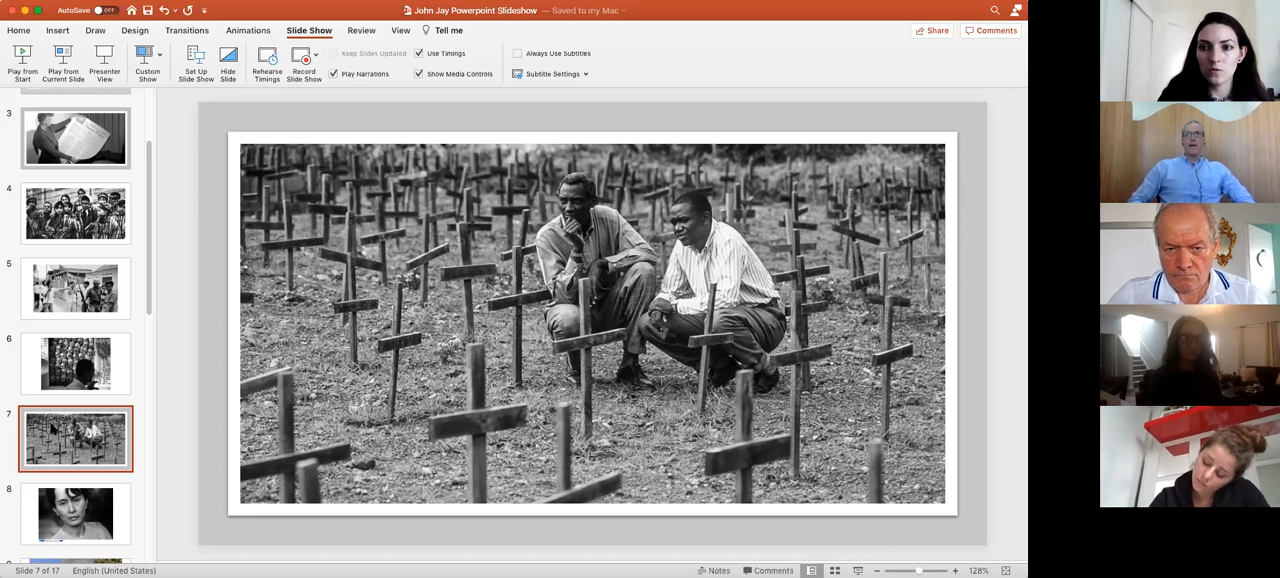 AutoSave OFF
John Jay Powerpoint Slideshow — Saved to my Mac
Home Insert Draw Design Transitions Animations Slide Show Review View Tell me
Share Comments
Play from Start
Play from Current Slide
Presenter View
Custom Show
Set Up Slide Show
Hide Slide
Rehearse Timings
Record Slide Show
Keep Slides Updated
Play Narrations
Use Timings
Show Media Controls
Always Use Subtitles
Subtitle Settings
3
4
5
6
7
8
Slide 7 of 17 English (United States)
Notes Comments 128%